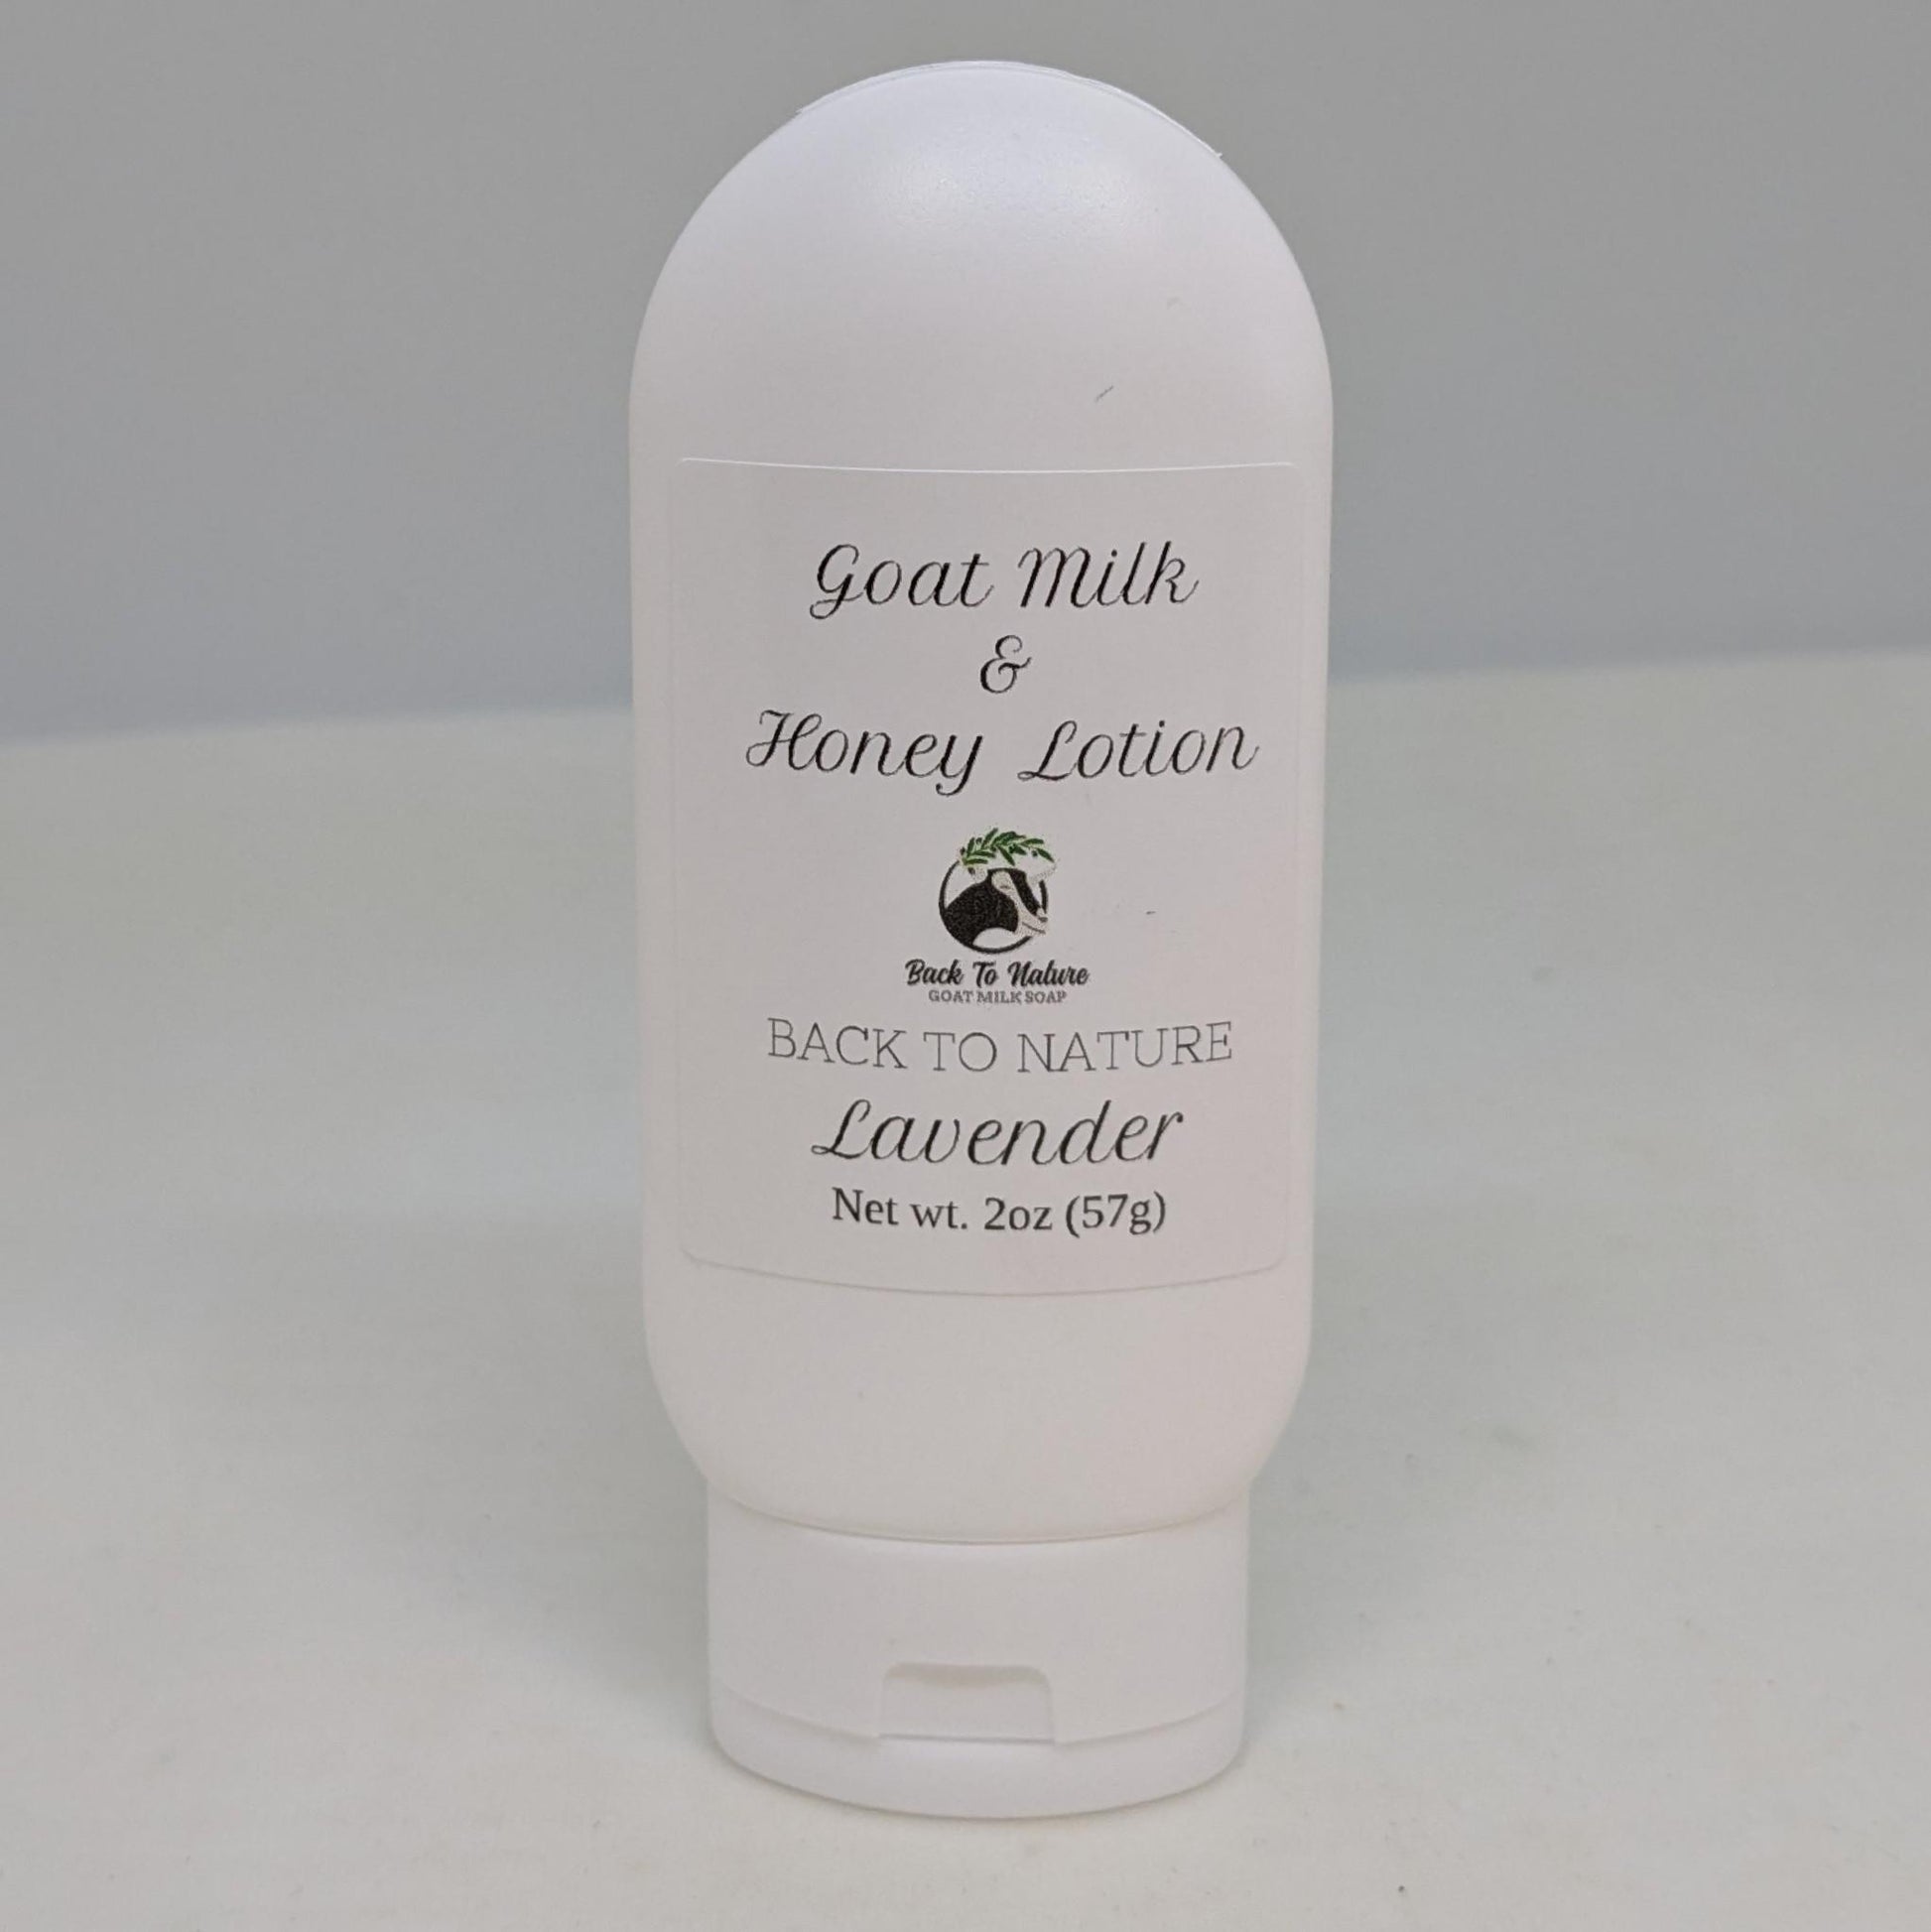 Goat Milk
&
Honey Lotion
Back To Nature
GOAT MILK SOAP
BACK TO NATURE
Lavender
Net wt. 2oz (57g)